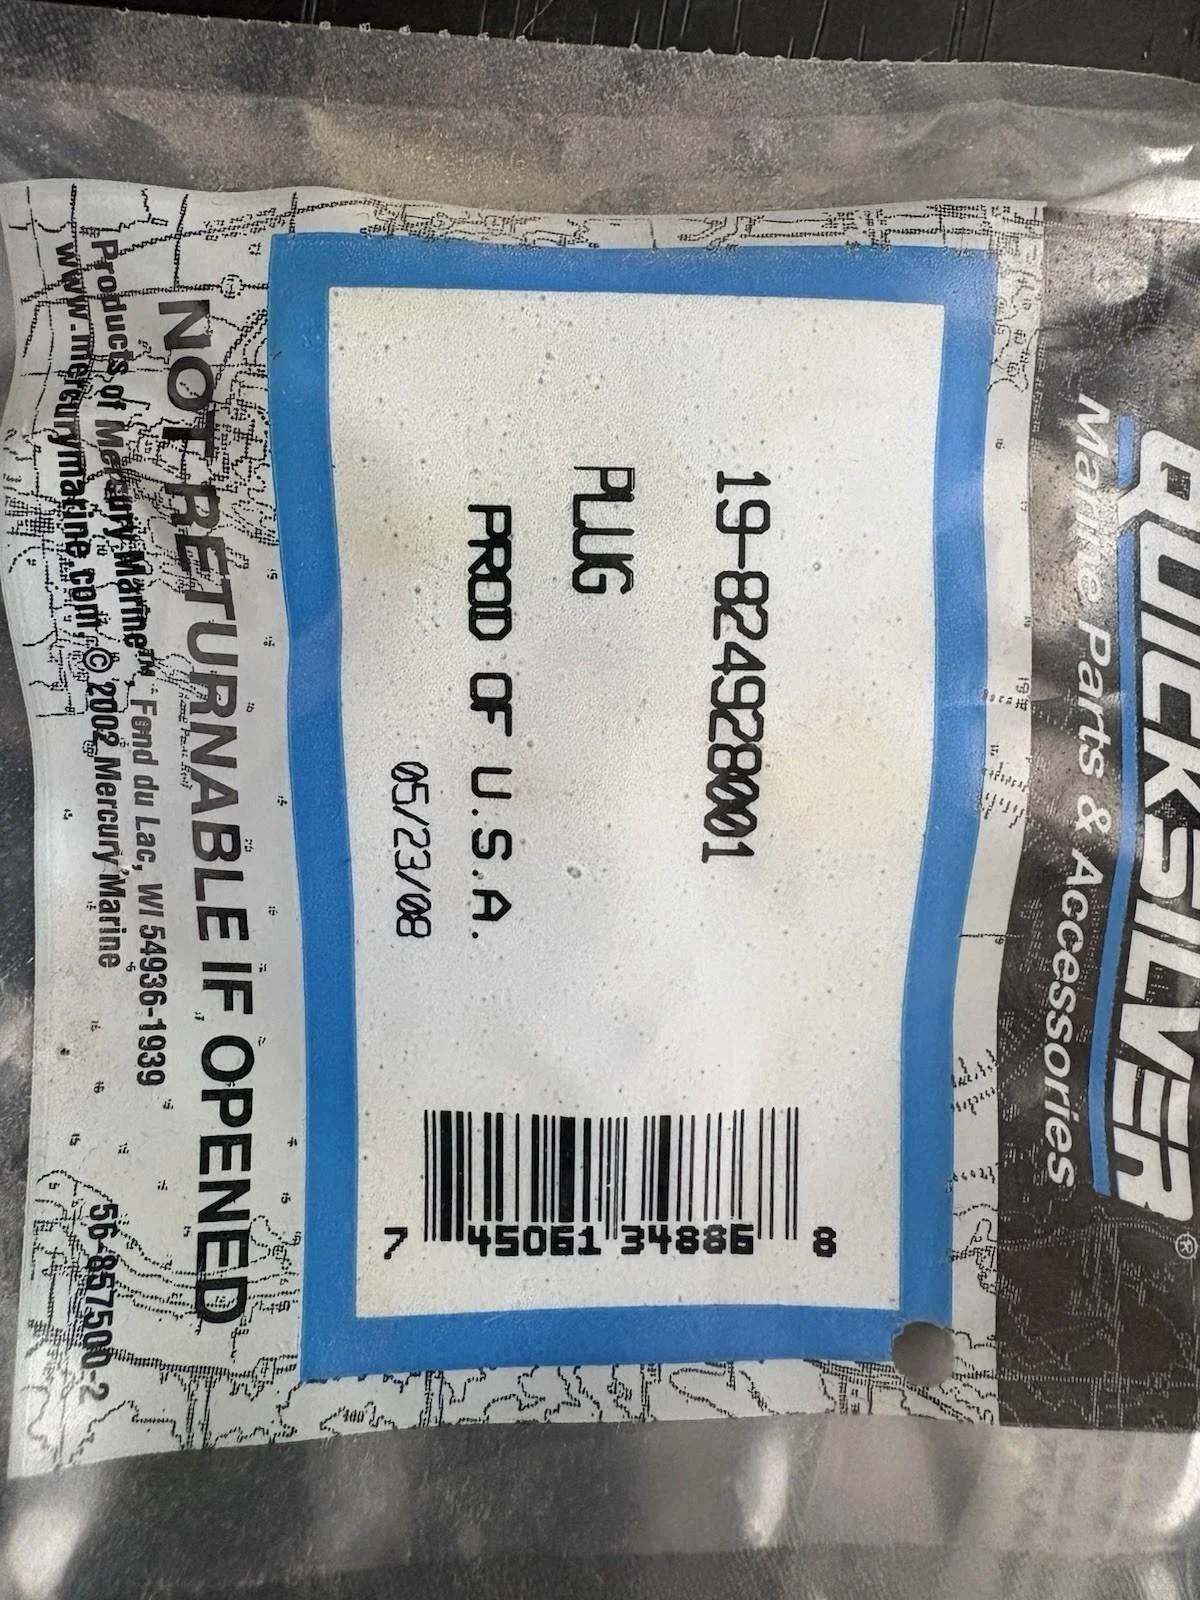 QUICKSILVER®
Marine Parts & Accessories
19-824928001
PLUG
PROD OF U.S.A.
05/23/08
7 45061 34886 8
NOT RETURNABLE IF OPENED
Products of Mercury Marine™ Fond du Lac, WI 54936-1939
www.mercurymarine.com, © 2002 Mercury Marine
56-857500-2